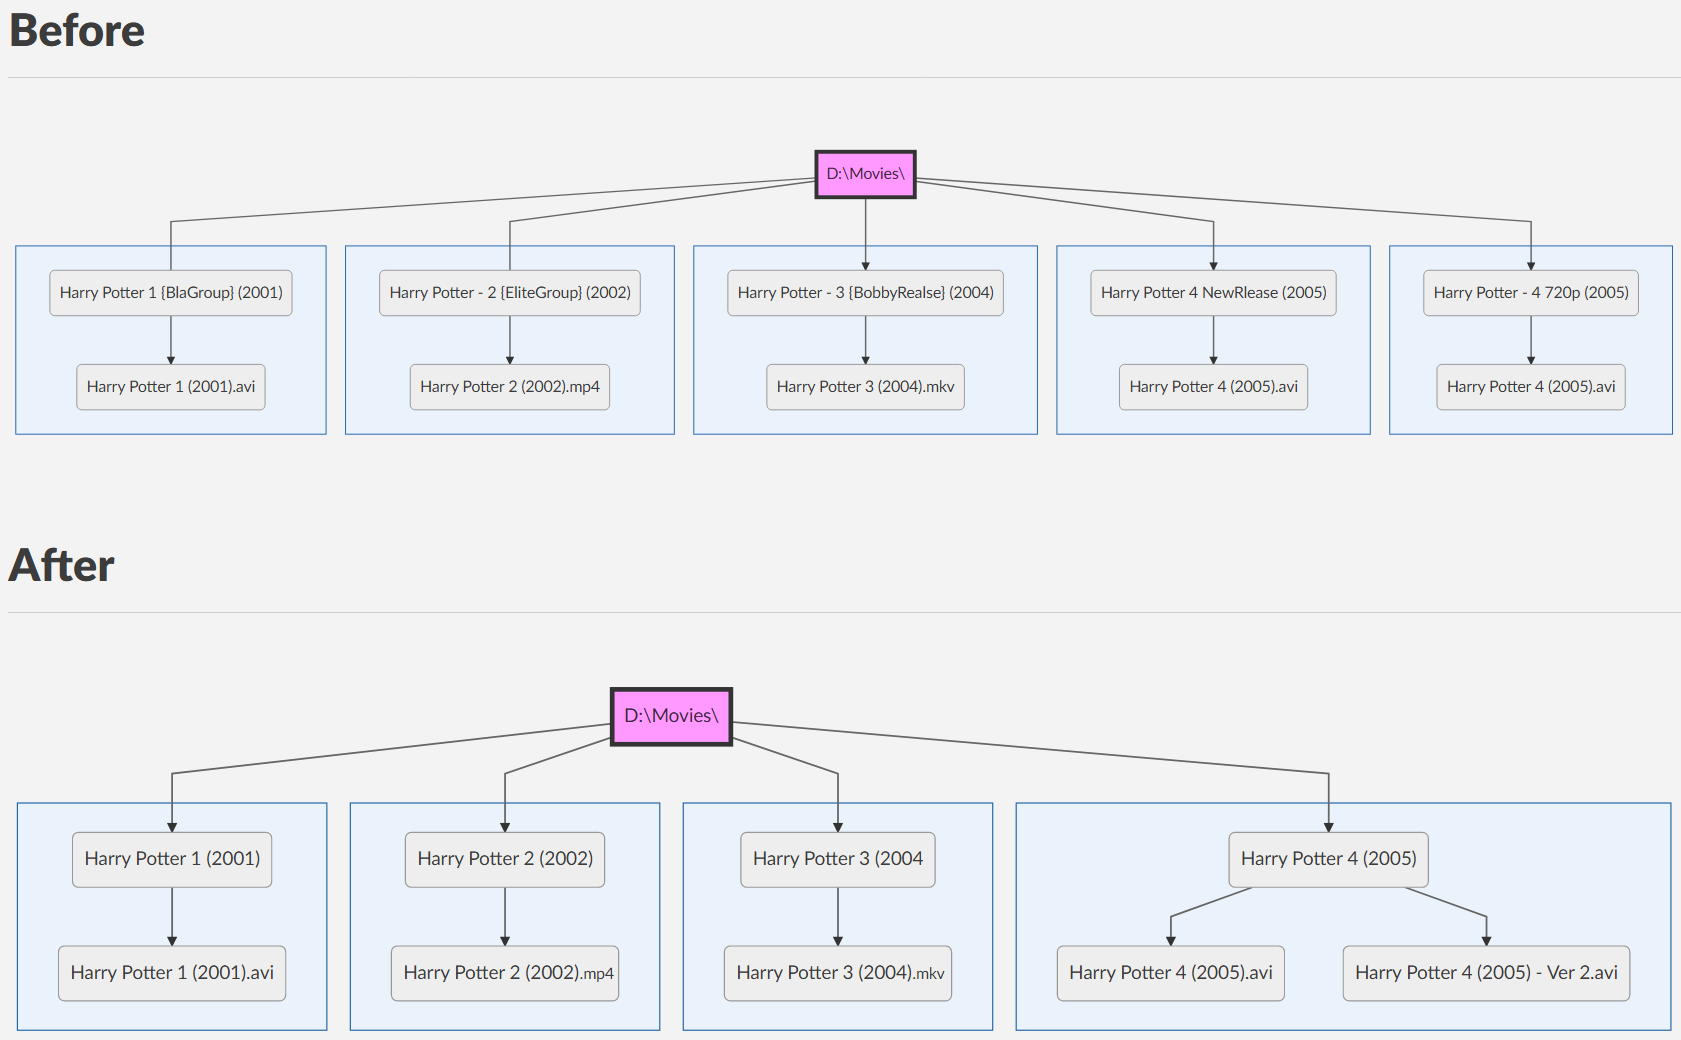 Before
D:\Movies\
Harry Potter 1 {BlaGroup} (2001)
Harry Potter - 2 {EliteGroup} (2002)
Harry Potter - 3 {BobbyRealse} (2004)
Harry Potter 4 NewRlease (2005)
Harry Potter - 4 720p (2005)
Harry Potter 1 (2001).avi
Harry Potter 2 (2002).mp4
Harry Potter 3 (2004).mkv
Harry Potter 4 (2005).avi
Harry Potter 4 (2005).avi
After
D:\Movies\
Harry Potter 1 (2001)
Harry Potter 2 (2002)
Harry Potter 3 (2004
Harry Potter 4 (2005)
Harry Potter 1 (2001).avi
Harry Potter 2 (2002).mp4
Harry Potter 3 (2004).mkv
Harry Potter 4 (2005).avi
Harry Potter 4 (2005) - Ver 2.avi